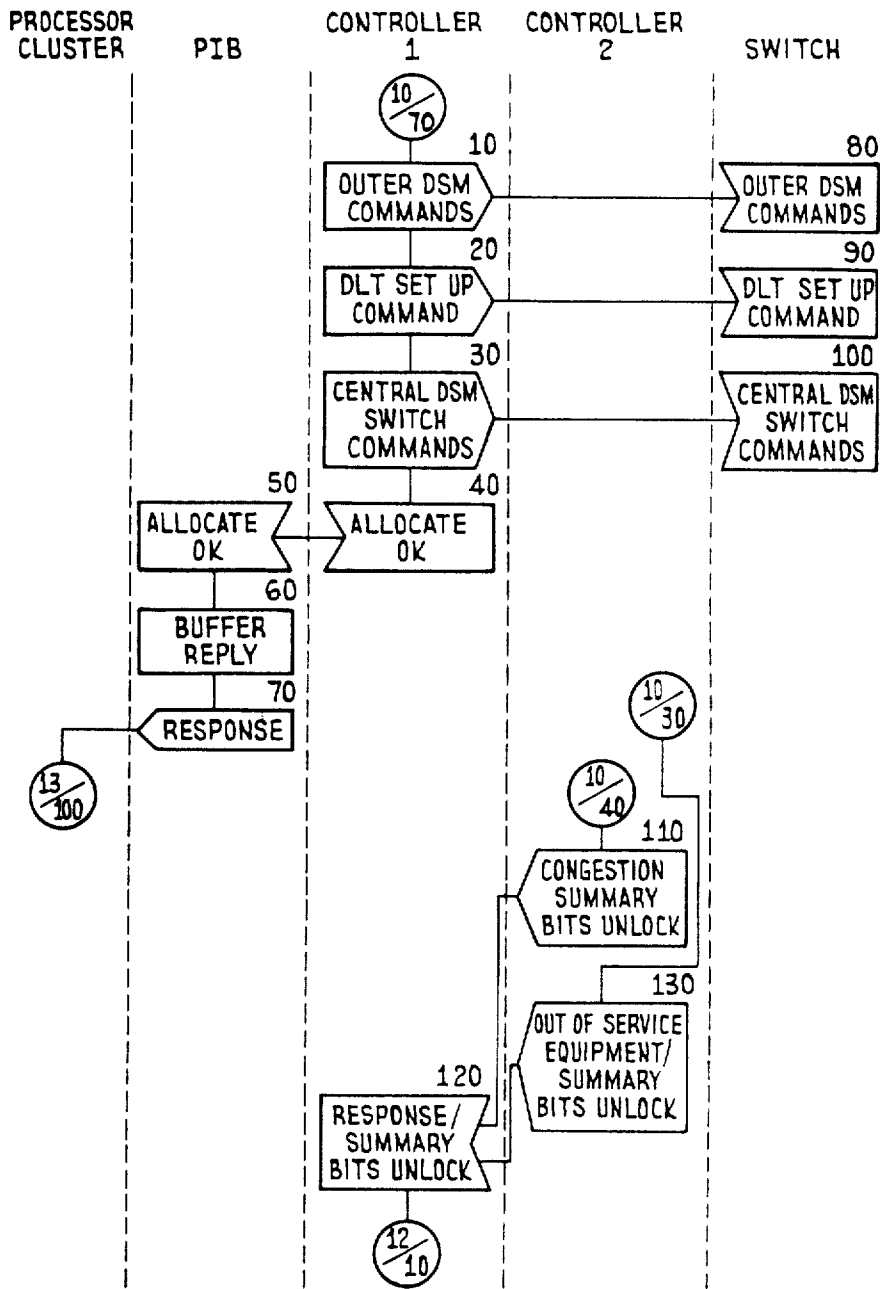 PROCESSOR CLUSTER
PIB
CONTROLLER 1
CONTROLLER 2
SWITCH
10/70
10
OUTER DSM
COMMANDS
80
OUTER DSM
COMMANDS
20
DLT SET UP
COMMAND
90
DLT SET UP
COMMAND
30
CENTRAL DSM
SWITCH
COMMANDS
100
CENTRAL DSM
SWITCH
COMMANDS
50
ALLOCATE
OK
40
ALLOCATE
OK
60
BUFFER
REPLY
70
RESPONSE
13/100
10/30
10/40
110
CONGESTION
SUMMARY
BITS UNLOCK
130
OUT OF SERVICE
EQUIPMENT/
SUMMARY
BITS UNLOCK
120
RESPONSE/
SUMMARY
BITS UNLOCK
12/10